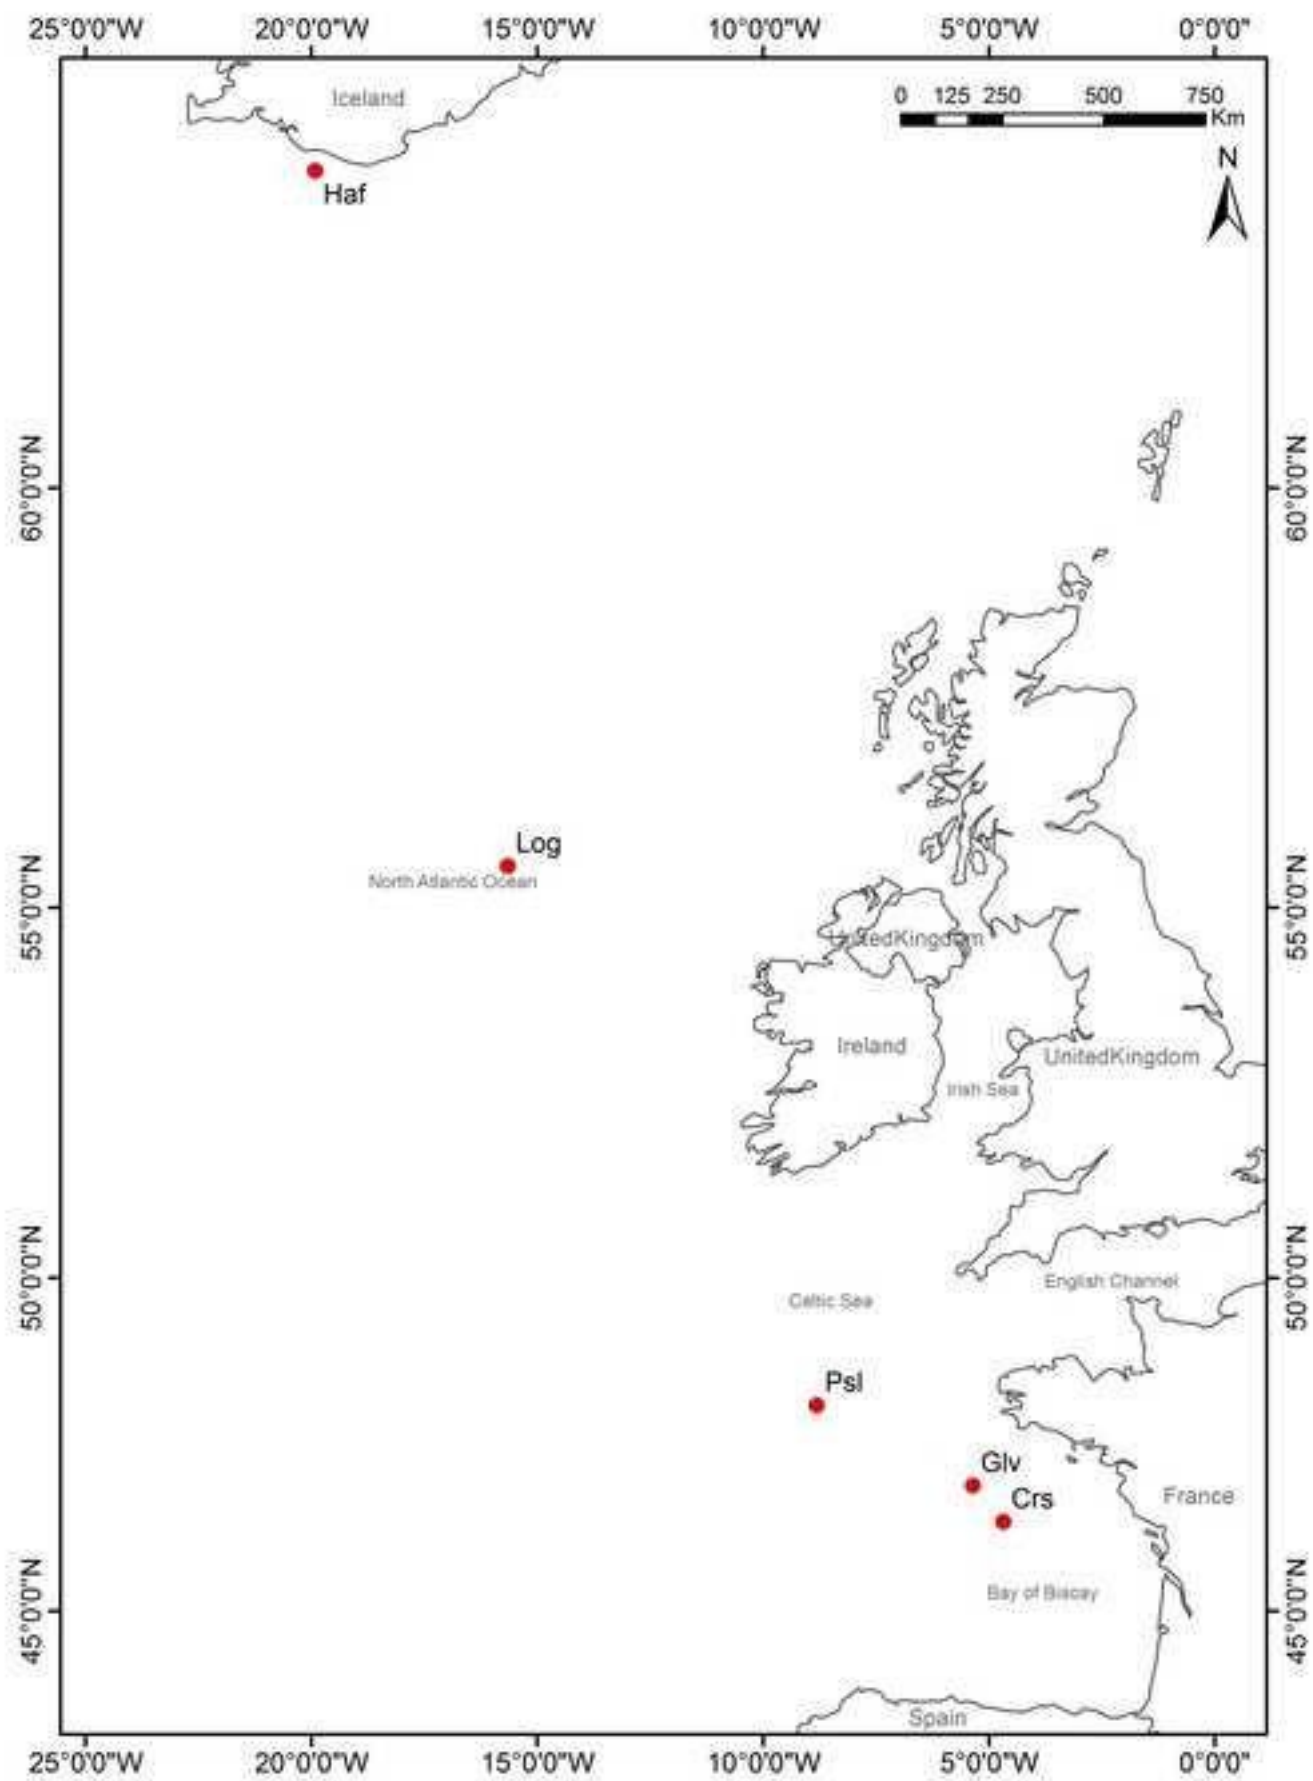 25°0'0"W 20°0'0"W 15°0'0"W 10°0'0"W 5°0'0"W 0°0'0"W
0 125 250 500 750
Km
Iceland
N
Haf
60°0'0"N 60°0'0"N
Log
North Atlantic Ocean
55°0'0"N 55°0'0"N
UnitedKingdom
Ireland
UnitedKingdom
Irish Sea
50°0'0"N 50°0'0"N
English Channel
Celtic Sea
Psl
Glv
Crs
France
Bay of Biscay
45°0'0"N 45°0'0"N
Spain
25°0'0"W 20°0'0"W 15°0'0"W 10°0'0"W 5°0'0"W 0°0'0"W